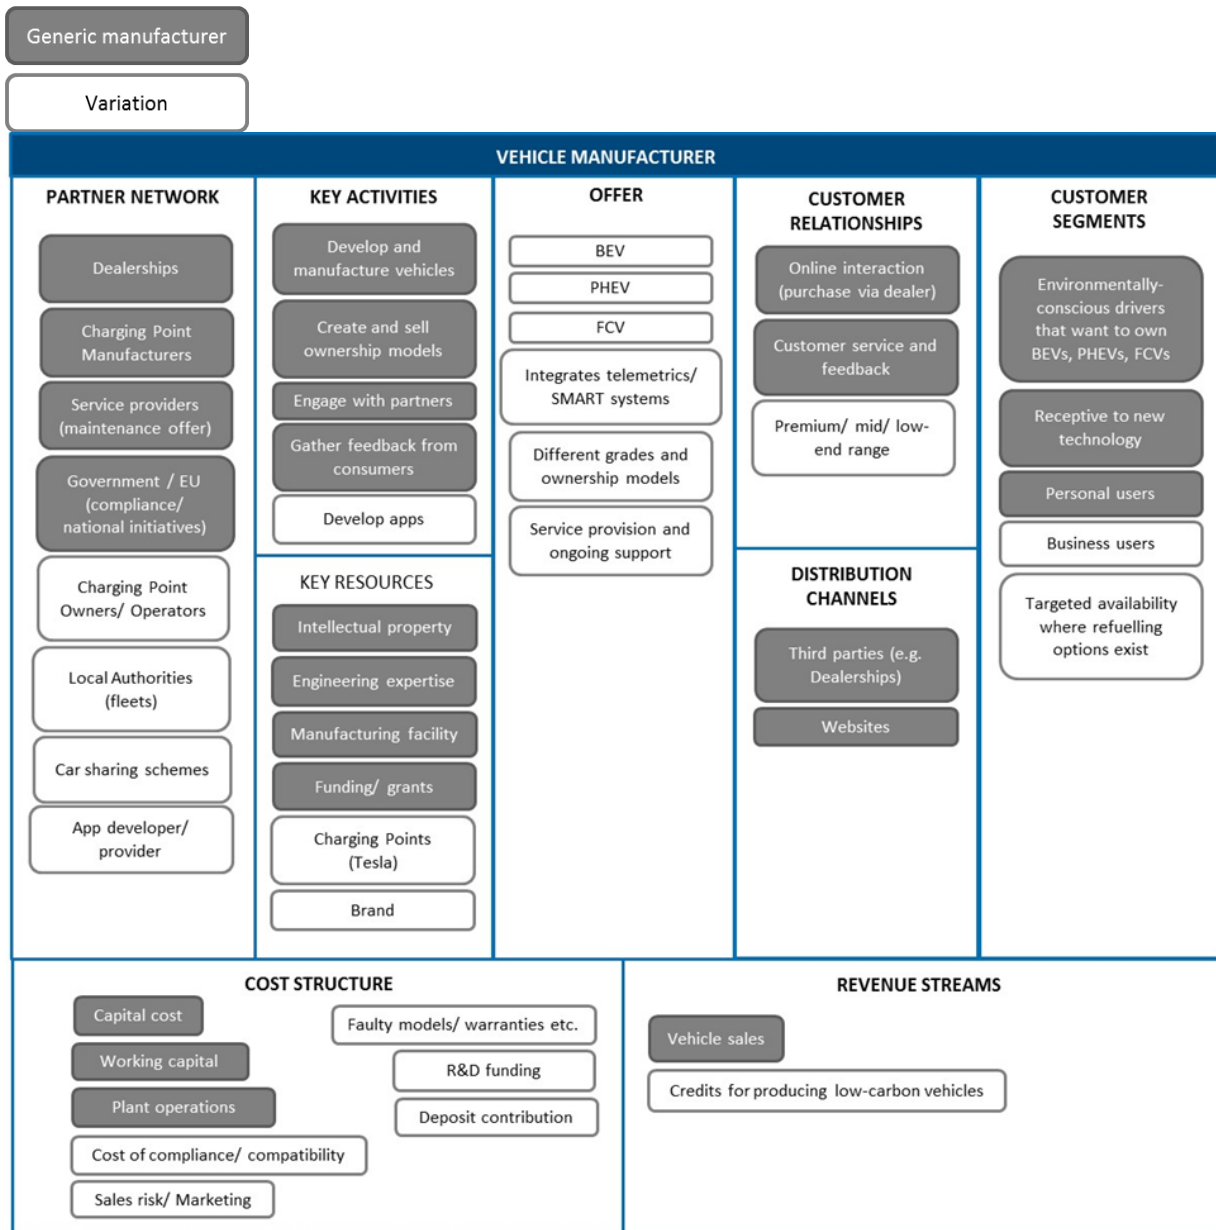 Generic manufacturer
Variation
VEHICLE MANUFACTURER
PARTNER NETWORK
Dealerships
Charging Point
Manufacturers
Service providers
(maintenance offer)
Government / EU
(compliance/
national initiatives)
Charging Point
Owners/ Operators
Local Authorities
(fleets)
Car sharing schemes
App developer/
provider
KEY ACTIVITIES
Develop and
manufacture vehicles
Create and sell
ownership models
Engage with partners
Gather feedback from
consumers
Develop apps
KEY RESOURCES
Intellectual property
Engineering expertise
Manufacturing facility
Funding/ grants
Charging Points
(Tesla)
Brand
OFFER
BEV
PHEV
FCV
Integrates telemetrics/
SMART systems
Different grades and
ownership models
Service provision and
ongoing support
CUSTOMER
RELATIONSHIPS
Online interaction
(purchase via dealer)
Customer service and
feedback
Premium/ mid/ low-
end range
DISTRIBUTION
CHANNELS
Third parties (e.g.
Dealerships)
Websites
CUSTOMER
SEGMENTS
Environmentally-
conscious drivers
that want to own
BEVs, PHEVs, FCVs
Receptive to new
technology
Personal users
Business users
Targeted availability
where refuelling
options exist
COST STRUCTURE
Capital cost
Working capital
Plant operations
Cost of compliance/ compatibility
Sales risk/ Marketing
Faulty models/ warranties etc.
R&D funding
Deposit contribution
REVENUE STREAMS
Vehicle sales
Credits for producing low-carbon vehicles